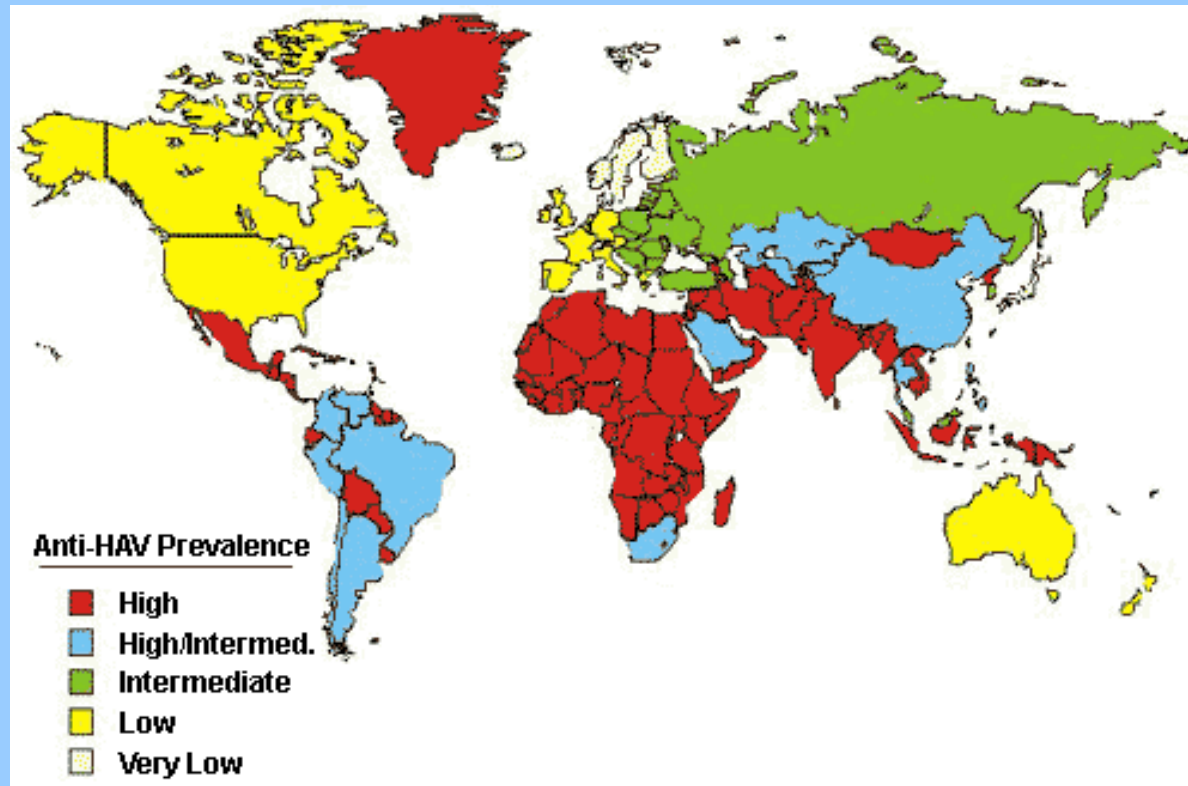 Anti-HAV Prevalence
High
High/Intermed.
Intermediate
Low
Very Low